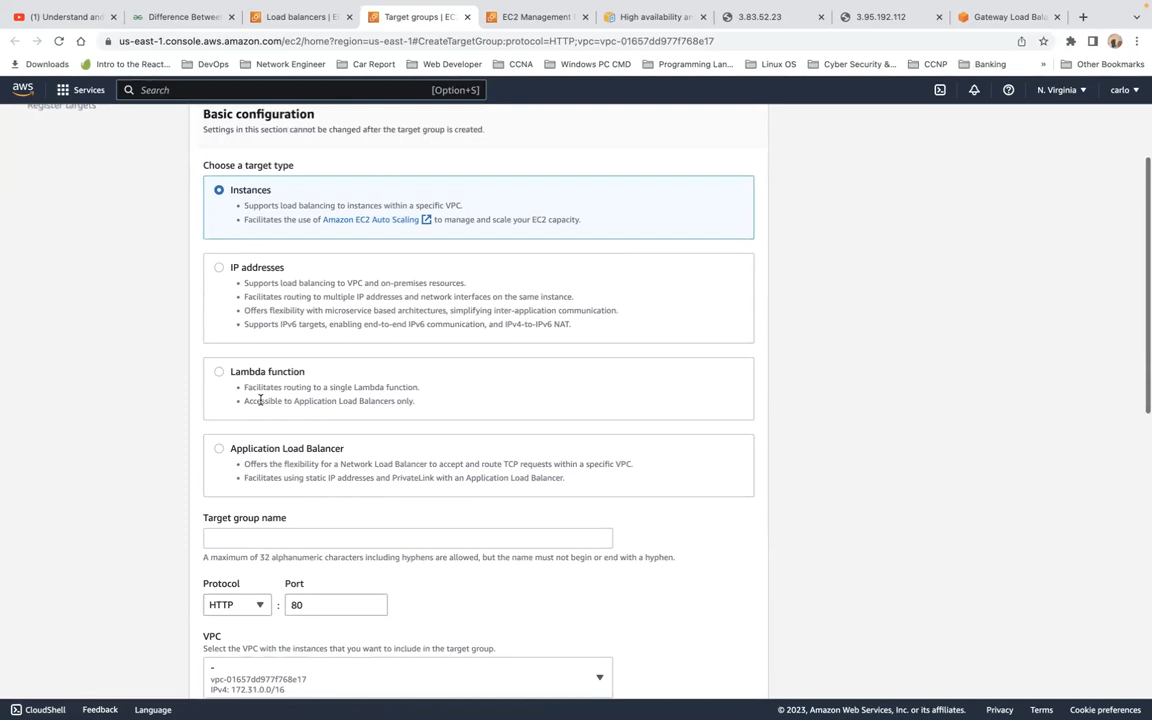 (1) Understand and
Difference Betwee
Load balancers | E
Target groups | EC
EC2 Management
High availability an
3.83.52.23
3.95.192.112
Gateway Load Bala
us-east-1.console.aws.amazon.com/ec2/home?region=us-east-1#CreateTargetGroup:protocol=HTTP;vpc=vpc-01657dd977f768e17
Downloads
Intro to the React...
DevOps
Network Engineer
Car Report
Web Developer
CCNA
Windows PC CMD
Programming Lan...
Linux OS
Cyber Security &...
CCNP
Banking
»
Other Bookmarks
aws
Services
Search
[Option+S]
N. Virginia
carlo
Register targets
Basic configuration
Settings in this section cannot be changed after the target group is created.
Choose a target type
Instances
• Supports load balancing to instances within a specific VPC.
• Facilitates the use of Amazon EC2 Auto Scaling to manage and scale your EC2 capacity.
IP addresses
• Supports load balancing to VPC and on-premises resources.
• Facilitates routing to multiple IP addresses and network interfaces on the same instance.
• Offers flexibility with microservice based architectures, simplifying inter-application communication.
• Supports IPv6 targets, enabling end-to-end IPv6 communication, and IPv4-to-IPv6 NAT.
Lambda function
• Facilitates routing to a single Lambda function.
• Accessible to Application Load Balancers only.
Application Load Balancer
• Offers the flexibility for a Network Load Balancer to accept and route TCP requests within a specific VPC.
• Facilitates using static IP addresses and PrivateLink with an Application Load Balancer.
Target group name
A maximum of 32 alphanumeric characters including hyphens are allowed, but the name must not begin or end with a hyphen.
Protocol
Port
HTTP
:
80
VPC
Select the VPC with the instances that you want to include in the target group.
-
vpc-01657dd977f768e17
IPv4: 172.31.0.0/16
CloudShell
Feedback
Language
© 2023, Amazon Web Services, Inc. or its affiliates.
Privacy
Terms
Cookie preferences